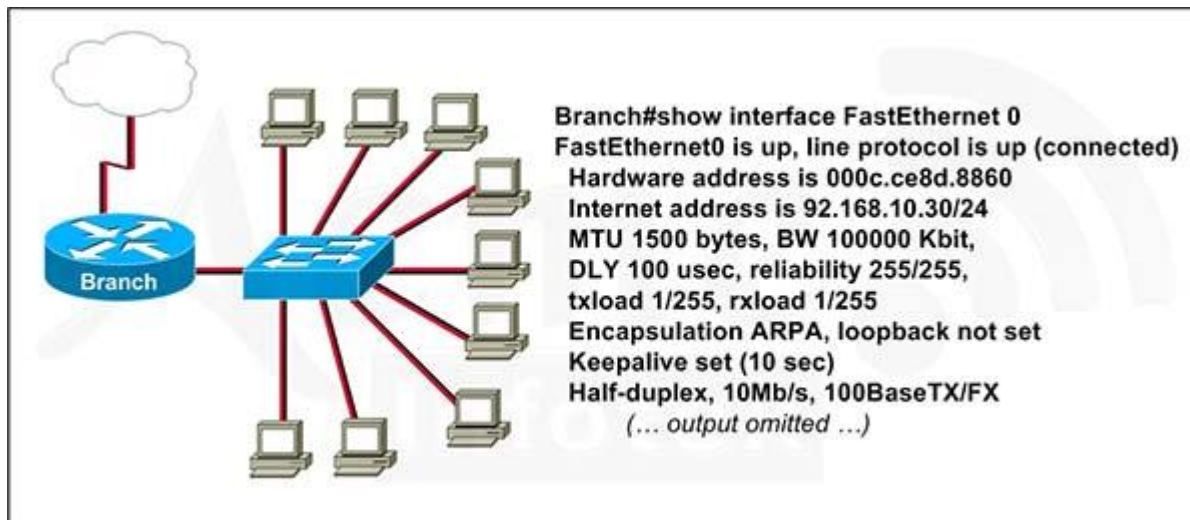 Branch#show interface FastEthernet 0
FastEthernet0 is up, line protocol is up (connected)
Hardware address is 000c.ce8d.8860
Internet address is 92.168.10.30/24
MTU 1500 bytes, BW 100000 Kbit,
DLY 100 usec, reliability 255/255,
txload 1/255, rxload 1/255
Encapsulation ARPA, loopback not set
Keepalive set (10 sec)
Half-duplex, 10Mb/s, 100BaseTX/FX
(... output omitted ...)
Branch